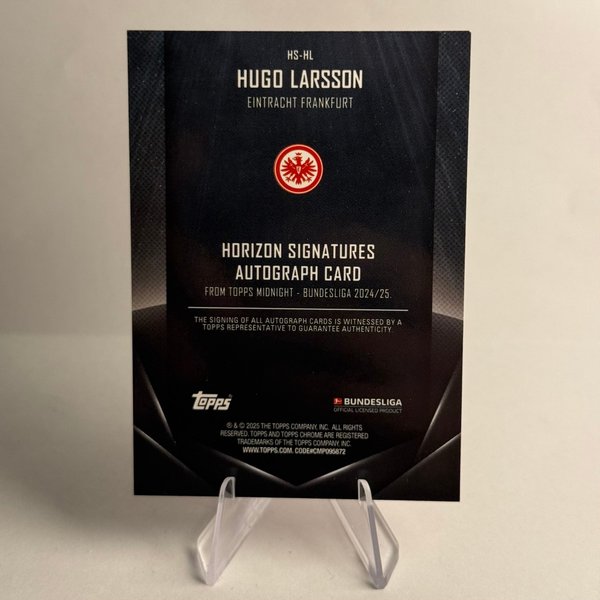 HS-HL
HUGO LARSSON
EINTRACHT FRANKFURT
HORIZON SIGNATURES
AUTOGRAPH CARD
FROM TOPPS MIDNIGHT - BUNDESLIGA 2024/25.
THE SIGNING OF ALL AUTOGRAPH CARDS IS WITNESSED BY A
TOPPS REPRESENTATIVE TO GUARANTEE AUTHENTICITY.
TOPPS
BUNDESLIGA
OFFICIAL LICENSED PRODUCT
® & © 2025 THE TOPPS COMPANY, INC. ALL RIGHTS
RESERVED. TOPPS AND TOPPS CHROME ARE REGISTERED
TRADEMARKS OF THE TOPPS COMPANY, INC.
WWW.TOPPS.COM. CODE#CMP095872